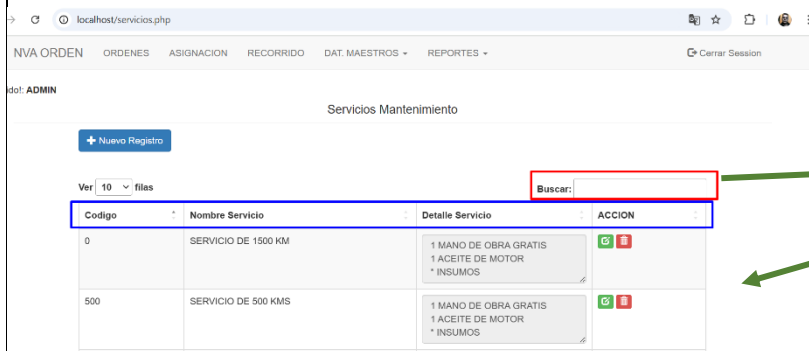 localhost/servicios.php
NVA ORDEN ORDENES ASIGNACION RECORRIDO DAT. MAESTROS REPORTES Cerrar Session
ido!: ADMIN
Servicios Mantenimiento
Nuevo Registro
Ver 10 filas Buscar:
Codigo Nombre Servicio Detalle Servicio ACCION
0 SERVICIO DE 1500 KM 1 MANO DE OBRA GRATIS
1 ACEITE DE MOTOR
* INSUMOS
500 SERVICIO DE 500 KMS 1 MANO DE OBRA GRATIS
1 ACEITE DE MOTOR
* INSUMOS